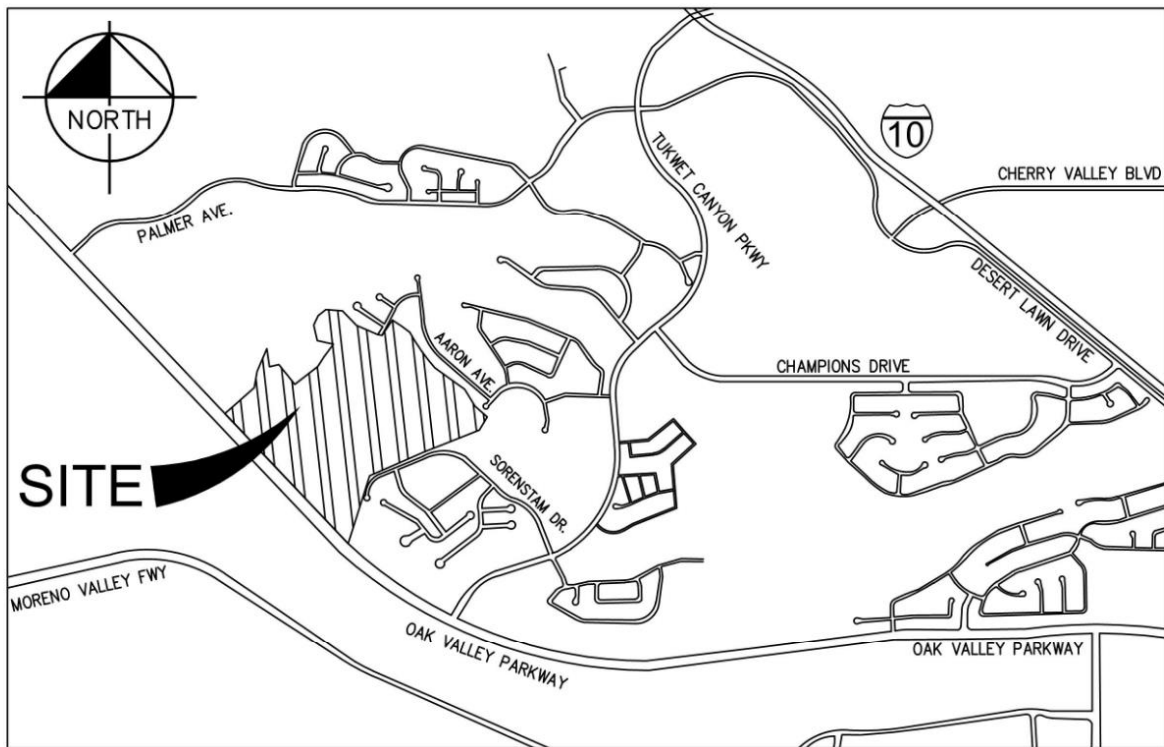 NORTH
10
CHERRY VALLEY BLVD
TUKWET CANYON PKWY
PALMER AVE.
DESERT LAWN DRIVE
AARON AVE.
CHAMPIONS DRIVE
SITE
SORENSTAM DR.
MORENO VALLEY FWY
OAK VALLEY PARKWAY
OAK VALLEY PARKWAY